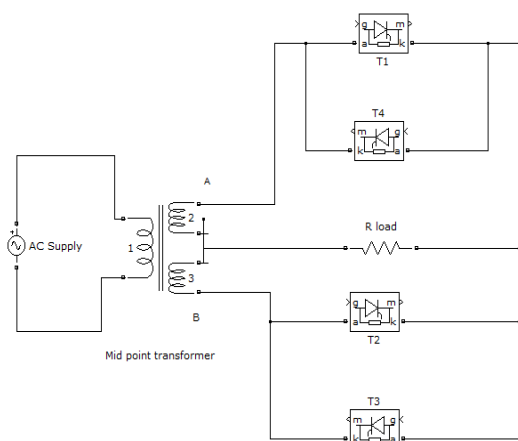 g m
a k
T1
T4
m g
k a
A
2
R load
+
AC Supply
1
3
B
g m
a k
T2
Mid point transformer
T3
m g
k a